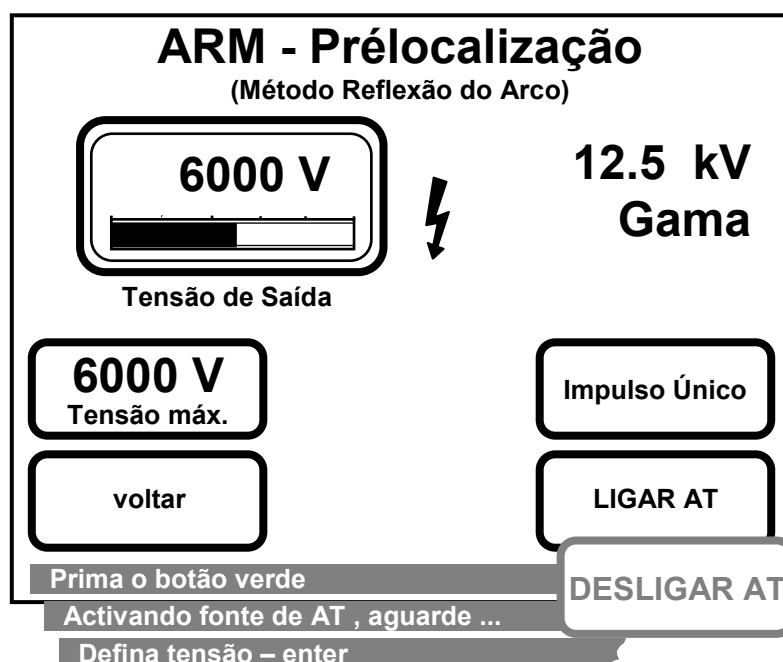 ARM - Prélocalização
(Método Reflexão do Arco)
6000 V
12.5 kV
Gama
Tensão de Saída
6000 V
Tensão máx.
Impulso Único
voltar
LIGAR AT
DESLIGAR AT
Prima o botão verde
Activando fonte de AT , aguarde ...
Defina tensão – enter